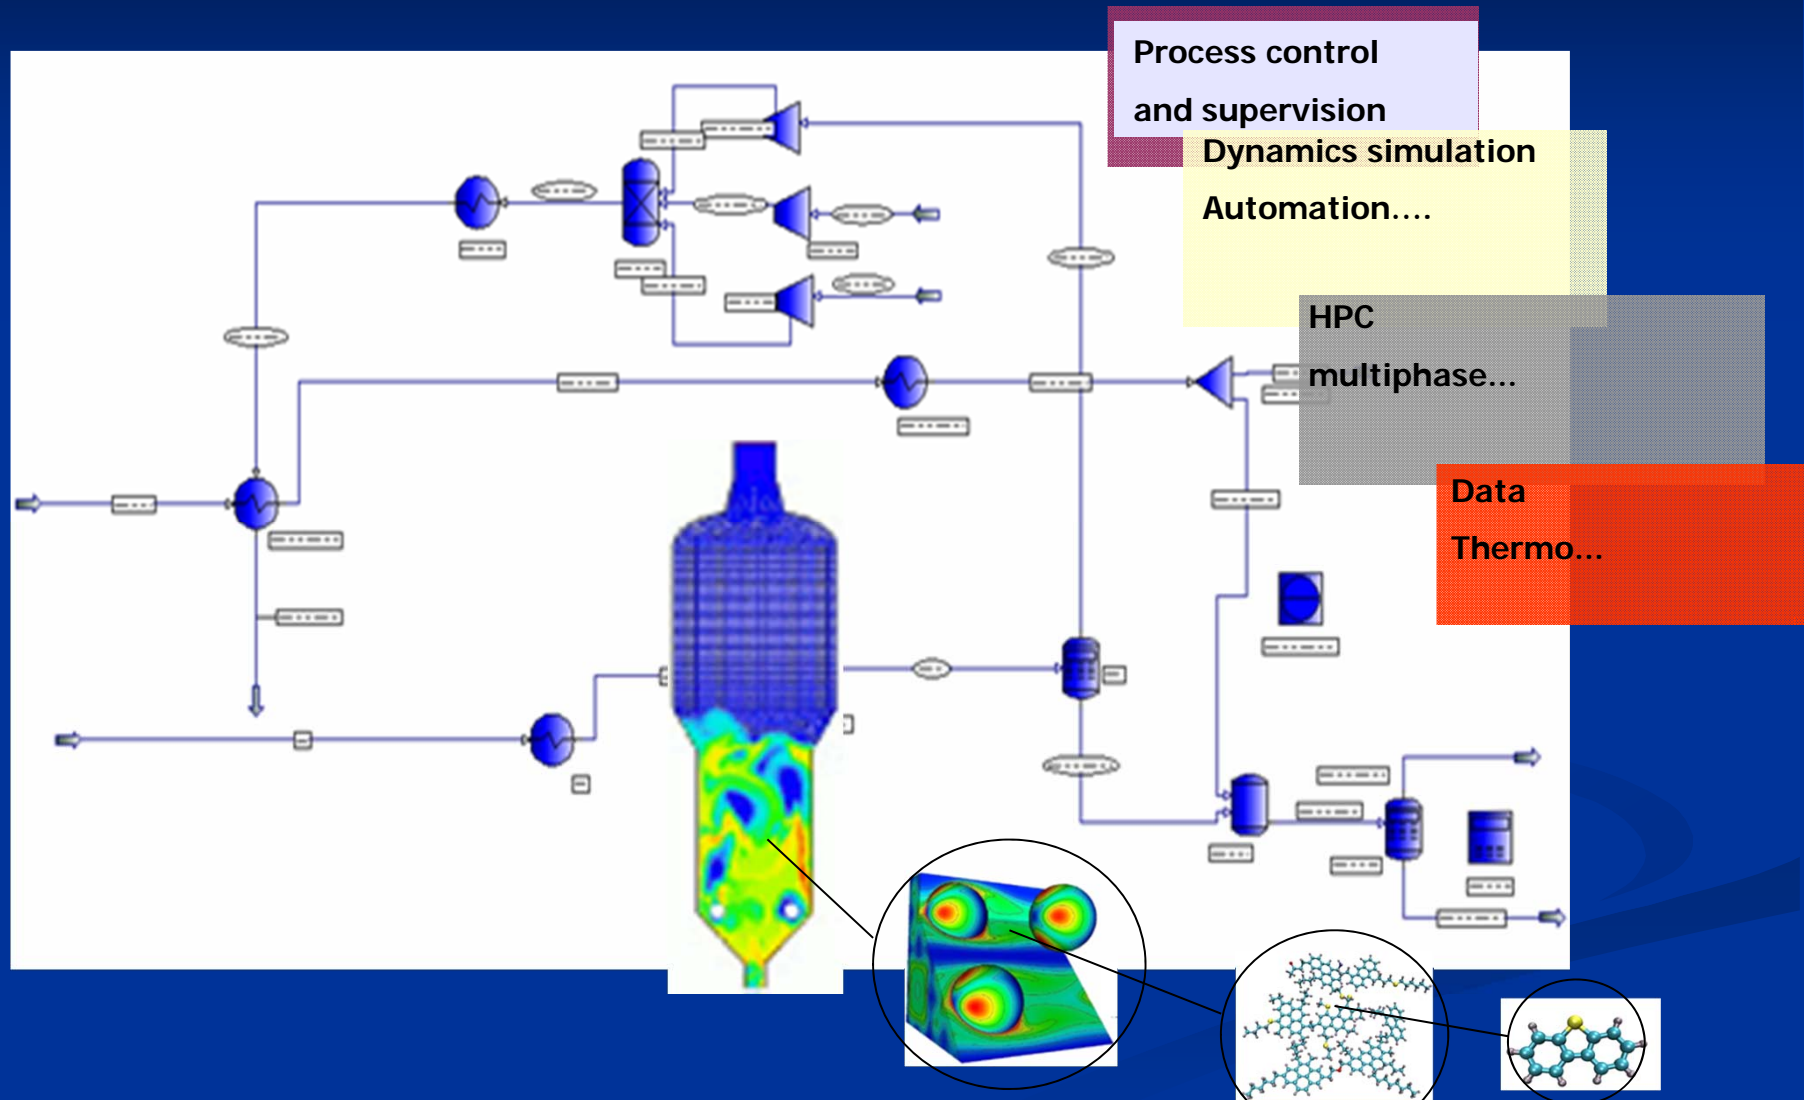 Process control
and supervision
Dynamics simulation
Automation....
HPC
multiphase...
Data
Thermo...